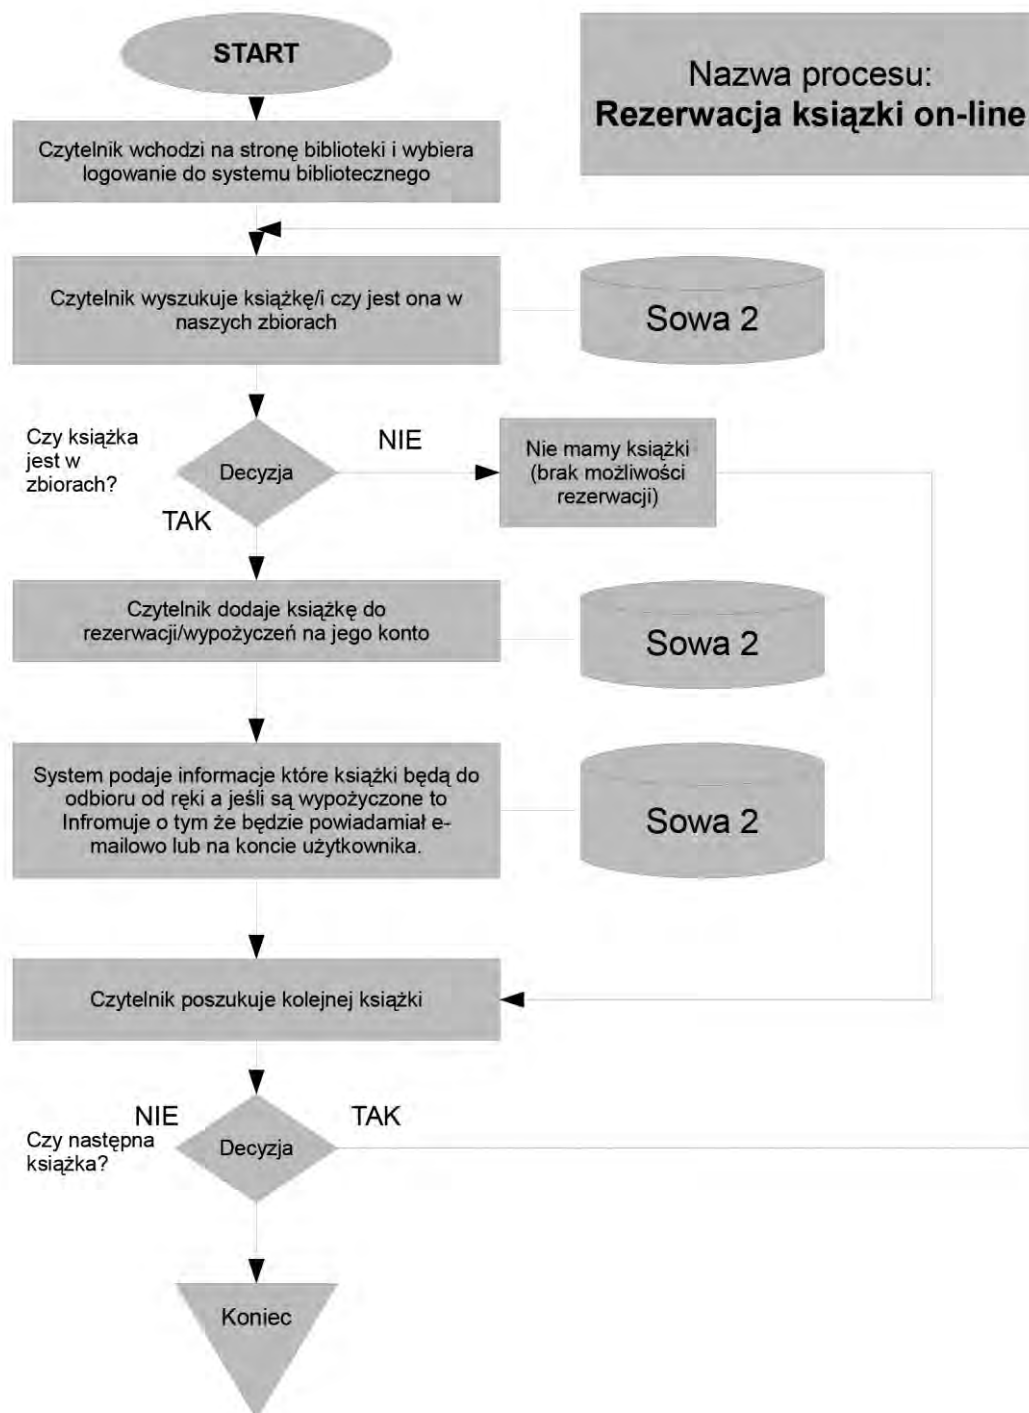 START
Nazwa procesu:
Rezerwacja ksiązki on-line
Czytelnik wchodzi na stronę biblioteki i wybiera
logowanie do systemu bibliotecznego
Czytelnik wyszukuje książkę/i czy jest ona w
naszych zbiorach
Sowa 2
Czy książka
jest w
zbiorach?
Decyzja
NIE
TAK
Nie mamy książki
(brak możliwości
rezerwacji)
Czytelnik dodaje książkę do
rezerwacji/wypożyczeń na jego konto
Sowa 2
System podaje informacje które książki będą do
odbioru od ręki a jeśli są wypożyczone to
Infromuje o tym że będzie powiadamiał e-
mailowo lub na koncie użytkownika.
Sowa 2
Czytelnik poszukuje kolejnej książki
NIE
TAK
Czy następna
książka?
Decyzja
Koniec